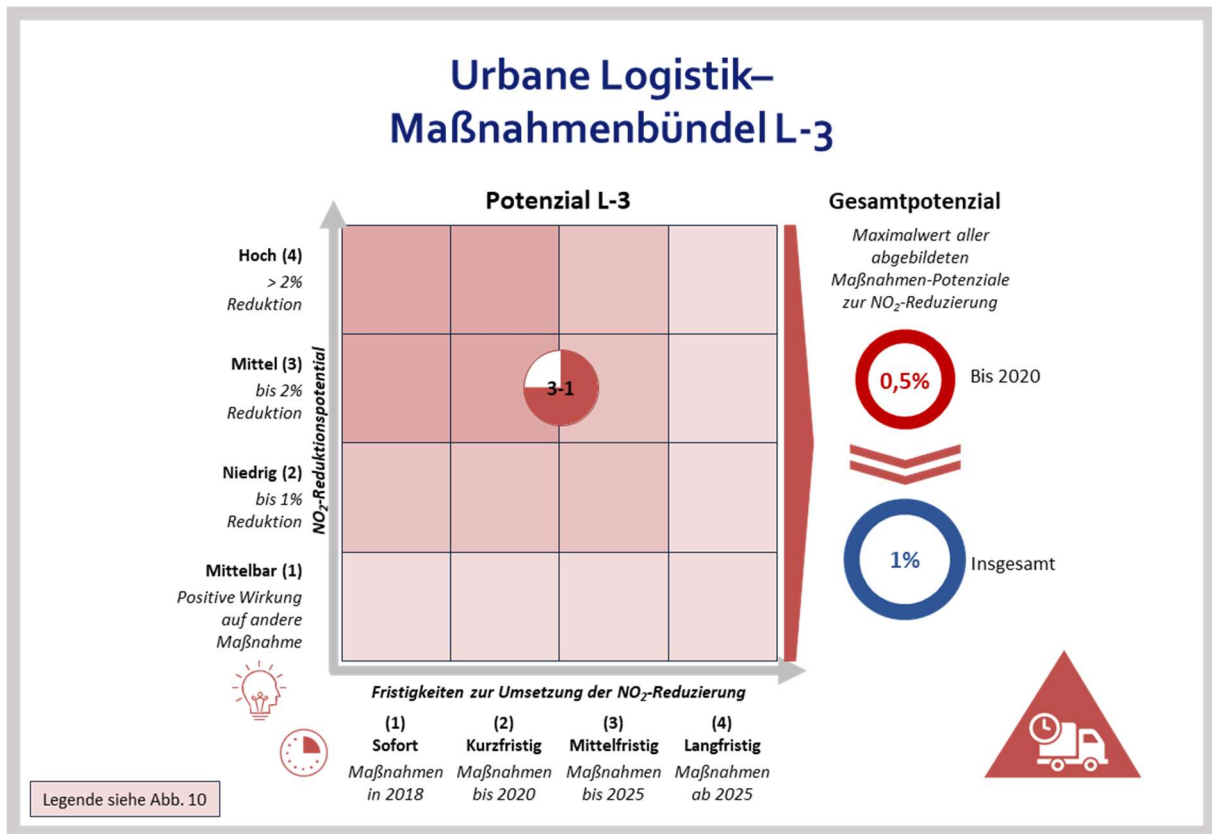 Urbane Logistik–
Maßnahmenbündel L-3
Potenzial L-3
NO₂-Reduktionspotential
Hoch (4)
> 2%
Reduktion
Mittel (3)
bis 2%
Reduktion
Niedrig (2)
bis 1%
Reduktion
Mittelbar (1)
Positive Wirkung
auf andere
Maßnahme
3-1
Fristigkeiten zur Umsetzung der NO₂-Reduzierung
(1)
Sofort
Maßnahmen
in 2018
(2)
Kurzfristig
Maßnahmen
bis 2020
(3)
Mittelfristig
Maßnahmen
bis 2025
(4)
Langfristig
Maßnahmen
ab 2025
Gesamtpotenzial
Maximalwert aller
abgebildeten
Maßnahmen-Potenziale
zur NO₂-Reduzierung
0,5%
Bis 2020
1%
Insgesamt
Legende siehe Abb. 10